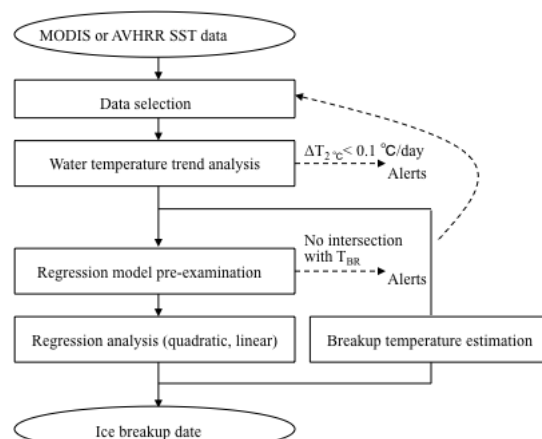 MODIS or AVHRR SST data
Data selection
Water temperature trend analysis
ΔT2 ℃< 0.1 ℃/day
Alerts
No intersection
with TBR
Regression model pre-examination
Alerts
Regression analysis (quadratic, linear)
Breakup temperature estimation
Ice breakup date